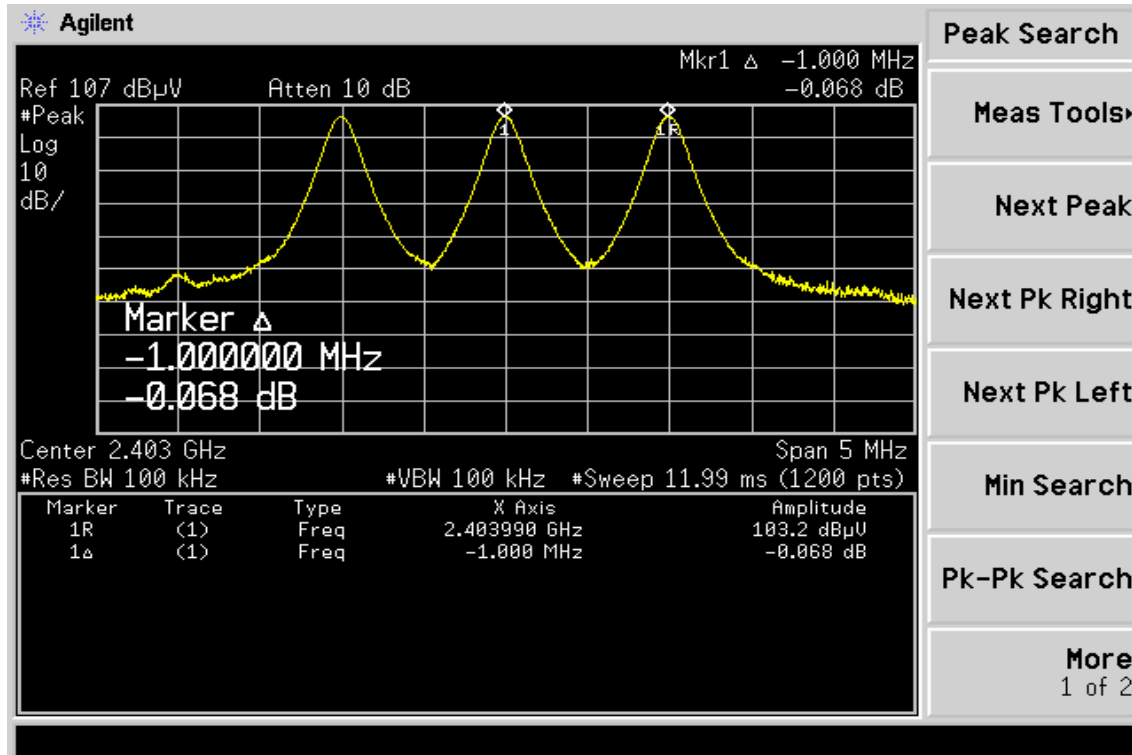 Agilent
Peak Search
Mkr1 Δ -1.000 MHz
Ref 107 dBµV Atten 10 dB -0.068 dB
#Peak
Log
10
dB/
1
1R
Marker Δ
-1.000000 MHz
-0.068 dB
Center 2.403 GHz Span 5 MHz
#Res BW 100 kHz #VBW 100 kHz #Sweep 11.99 ms (1200 pts)
Marker Trace Type X Axis Amplitude
1R (1) Freq 2.403990 GHz 103.2 dBµV
1Δ (1) Freq -1.000 MHz -0.068 dB
Meas Tools
Next Peak
Next Pk Right
Next Pk Left
Min Search
Pk-Pk Search
More
1 of 2